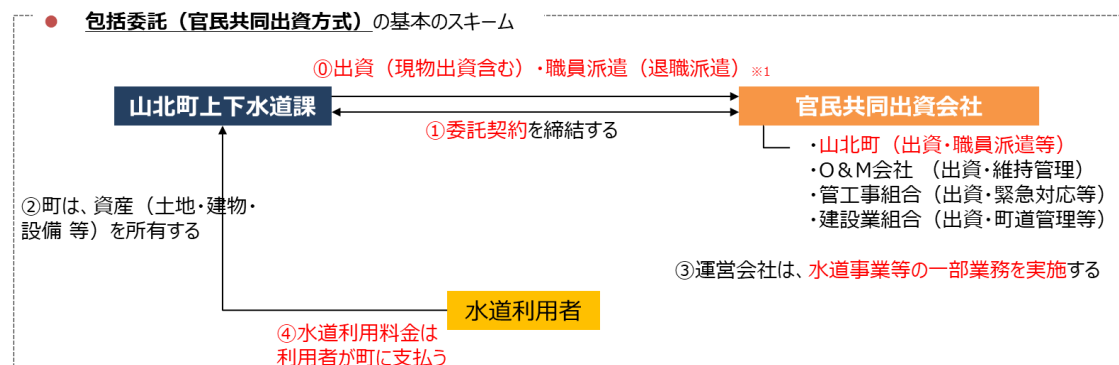 ● 包括委託（官民共同出資方式）の基本のスキーム
⓪出資（現物出資含む）・職員派遣（退職派遣）※1
山北町上下水道課
官民共同出資会社
①委託契約を締結する
・山北町（出資・職員派遣等）
・O＆M会社 （出資・維持管理）
・管工事組合（出資・緊急対応等）
・建設業組合（出資・町道管理等）
②町は、資産（土地・建物・
設備 等）を所有する
③運営会社は、水道事業等の一部業務を実施する
水道利用者
④水道利用料金は
利用者が町に支払う